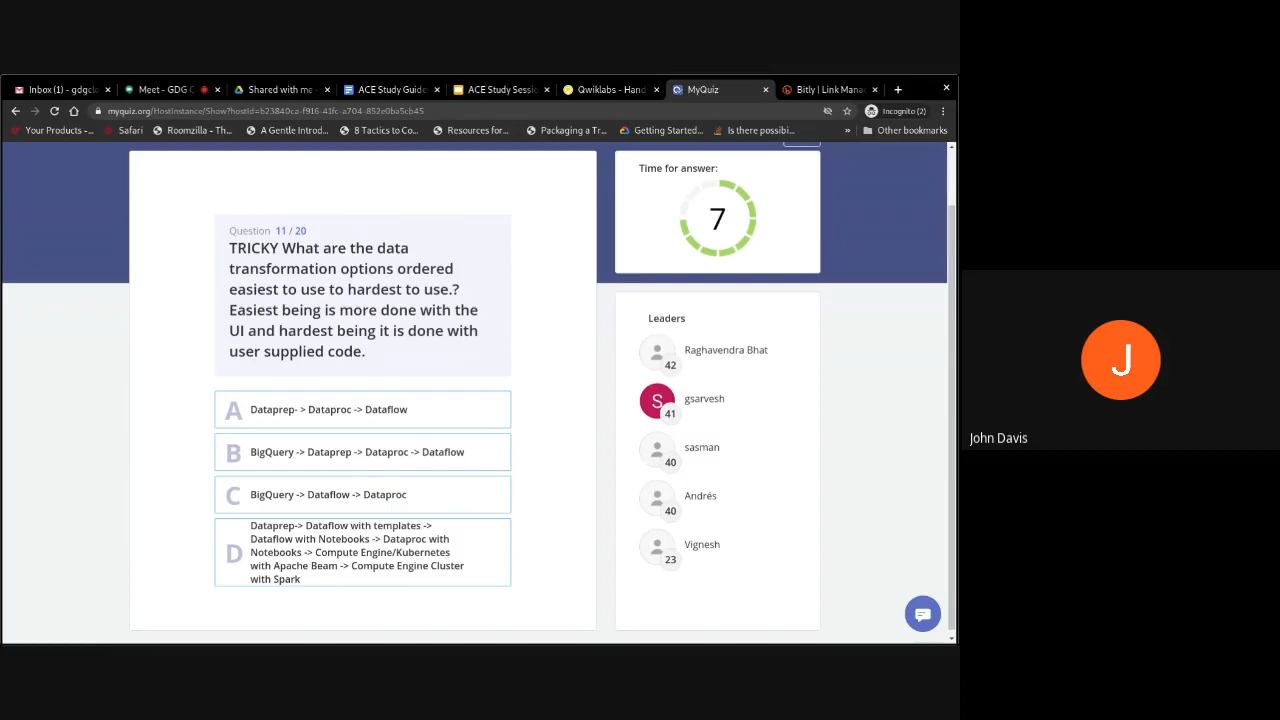 Inbox (1) - gdgclo
Meet - GDG C
Shared with me -
ACE Study Guide
ACE Study Sessi
Qwiklabs - Hand
MyQuiz
Bitly | Link Mana
myquiz.org/HostInstance/Show?hostId=b23840ca-f916-41fc-a704-852e0ba5cb45
Incognito (2)
Your Products -...
Safari
Roomzilla - Th...
A Gentle Introd...
8 Tactics to Co...
Resources for...
Packaging a Tr...
Getting Started...
Is there possibi...
» Other bookmarks
Question 11 / 20
TRICKY What are the data
transformation options ordered
easiest to use to hardest to use.?
Easiest being is more done with the
UI and hardest being it is done with
user supplied code.
A Dataprep- > Dataproc -> Dataflow
B BigQuery -> Dataprep -> Dataproc -> Dataflow
C BigQuery -> Dataflow -> Dataproc
D Dataprep-> Dataflow with templates ->
Dataflow with Notebooks -> Dataproc with
Notebooks -> Compute Engine/Kubernetes
with Apache Beam -> Compute Engine Cluster
with Spark
Time for answer:
7
Leaders
Raghavendra Bhat
42
S gsarvesh
41
sasman
40
Andrés
40
Vignesh
23
J
John Davis